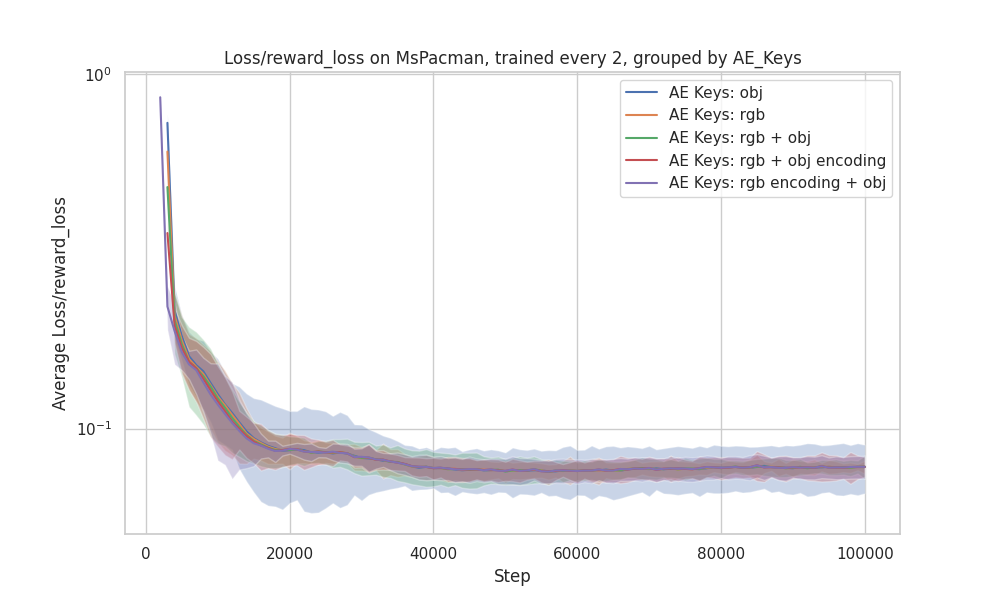 Loss/reward_loss on MsPacman, trained every 2, grouped by AE_Keys
10⁰
10⁻¹
Average Loss/reward_loss
AE Keys: obj
AE Keys: rgb
AE Keys: rgb + obj
AE Keys: rgb + obj encoding
AE Keys: rgb encoding + obj
0 20000 40000 60000 80000 100000
Step